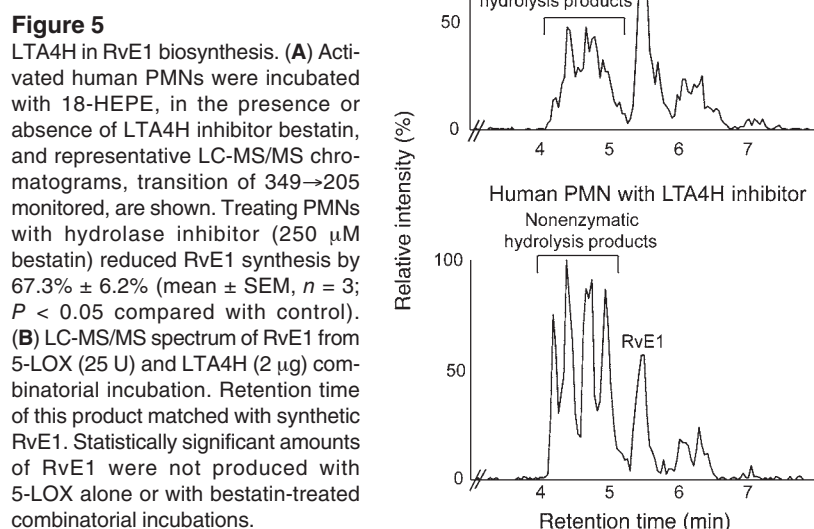 Figure 5
LTA4H in RvE1 biosynthesis. (A) Acti-
vated human PMNs were incubated
with 18-HEPE, in the presence or
absence of LTA4H inhibitor bestatin,
and representative LC-MS/MS chro-
matograms, transition of 349→205
monitored, are shown. Treating PMNs
with hydrolase inhibitor (250 μM
bestatin) reduced RvE1 synthesis by
67.3% ± 6.2% (mean ± SEM, n = 3;
P < 0.05 compared with control).
(B) LC-MS/MS spectrum of RvE1 from
5-LOX (25 U) and LTA4H (2 μg) com-
binatorial incubation. Retention time
of this product matched with synthetic
RvE1. Statistically significant amounts
of RvE1 were not produced with
5-LOX alone or with bestatin-treated
combinatorial incubations.
Relative intensity (%)
hydrolysis products
50
0
4 5 6 7
Human PMN with LTA4H inhibitor
Nonenzymatic
hydrolysis products
100
RvE1
50
0
4 5 6 7
Retention time (min)